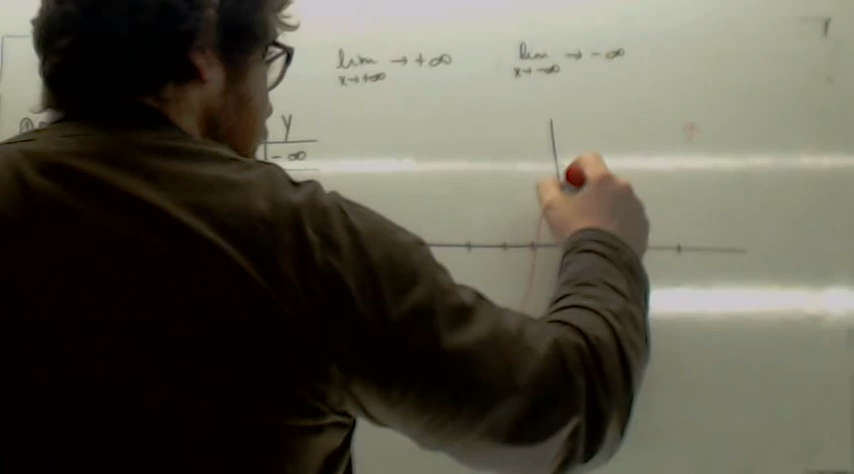 lim → +∞
x→+∞
lim → -∞
x→-∞
y
-∞